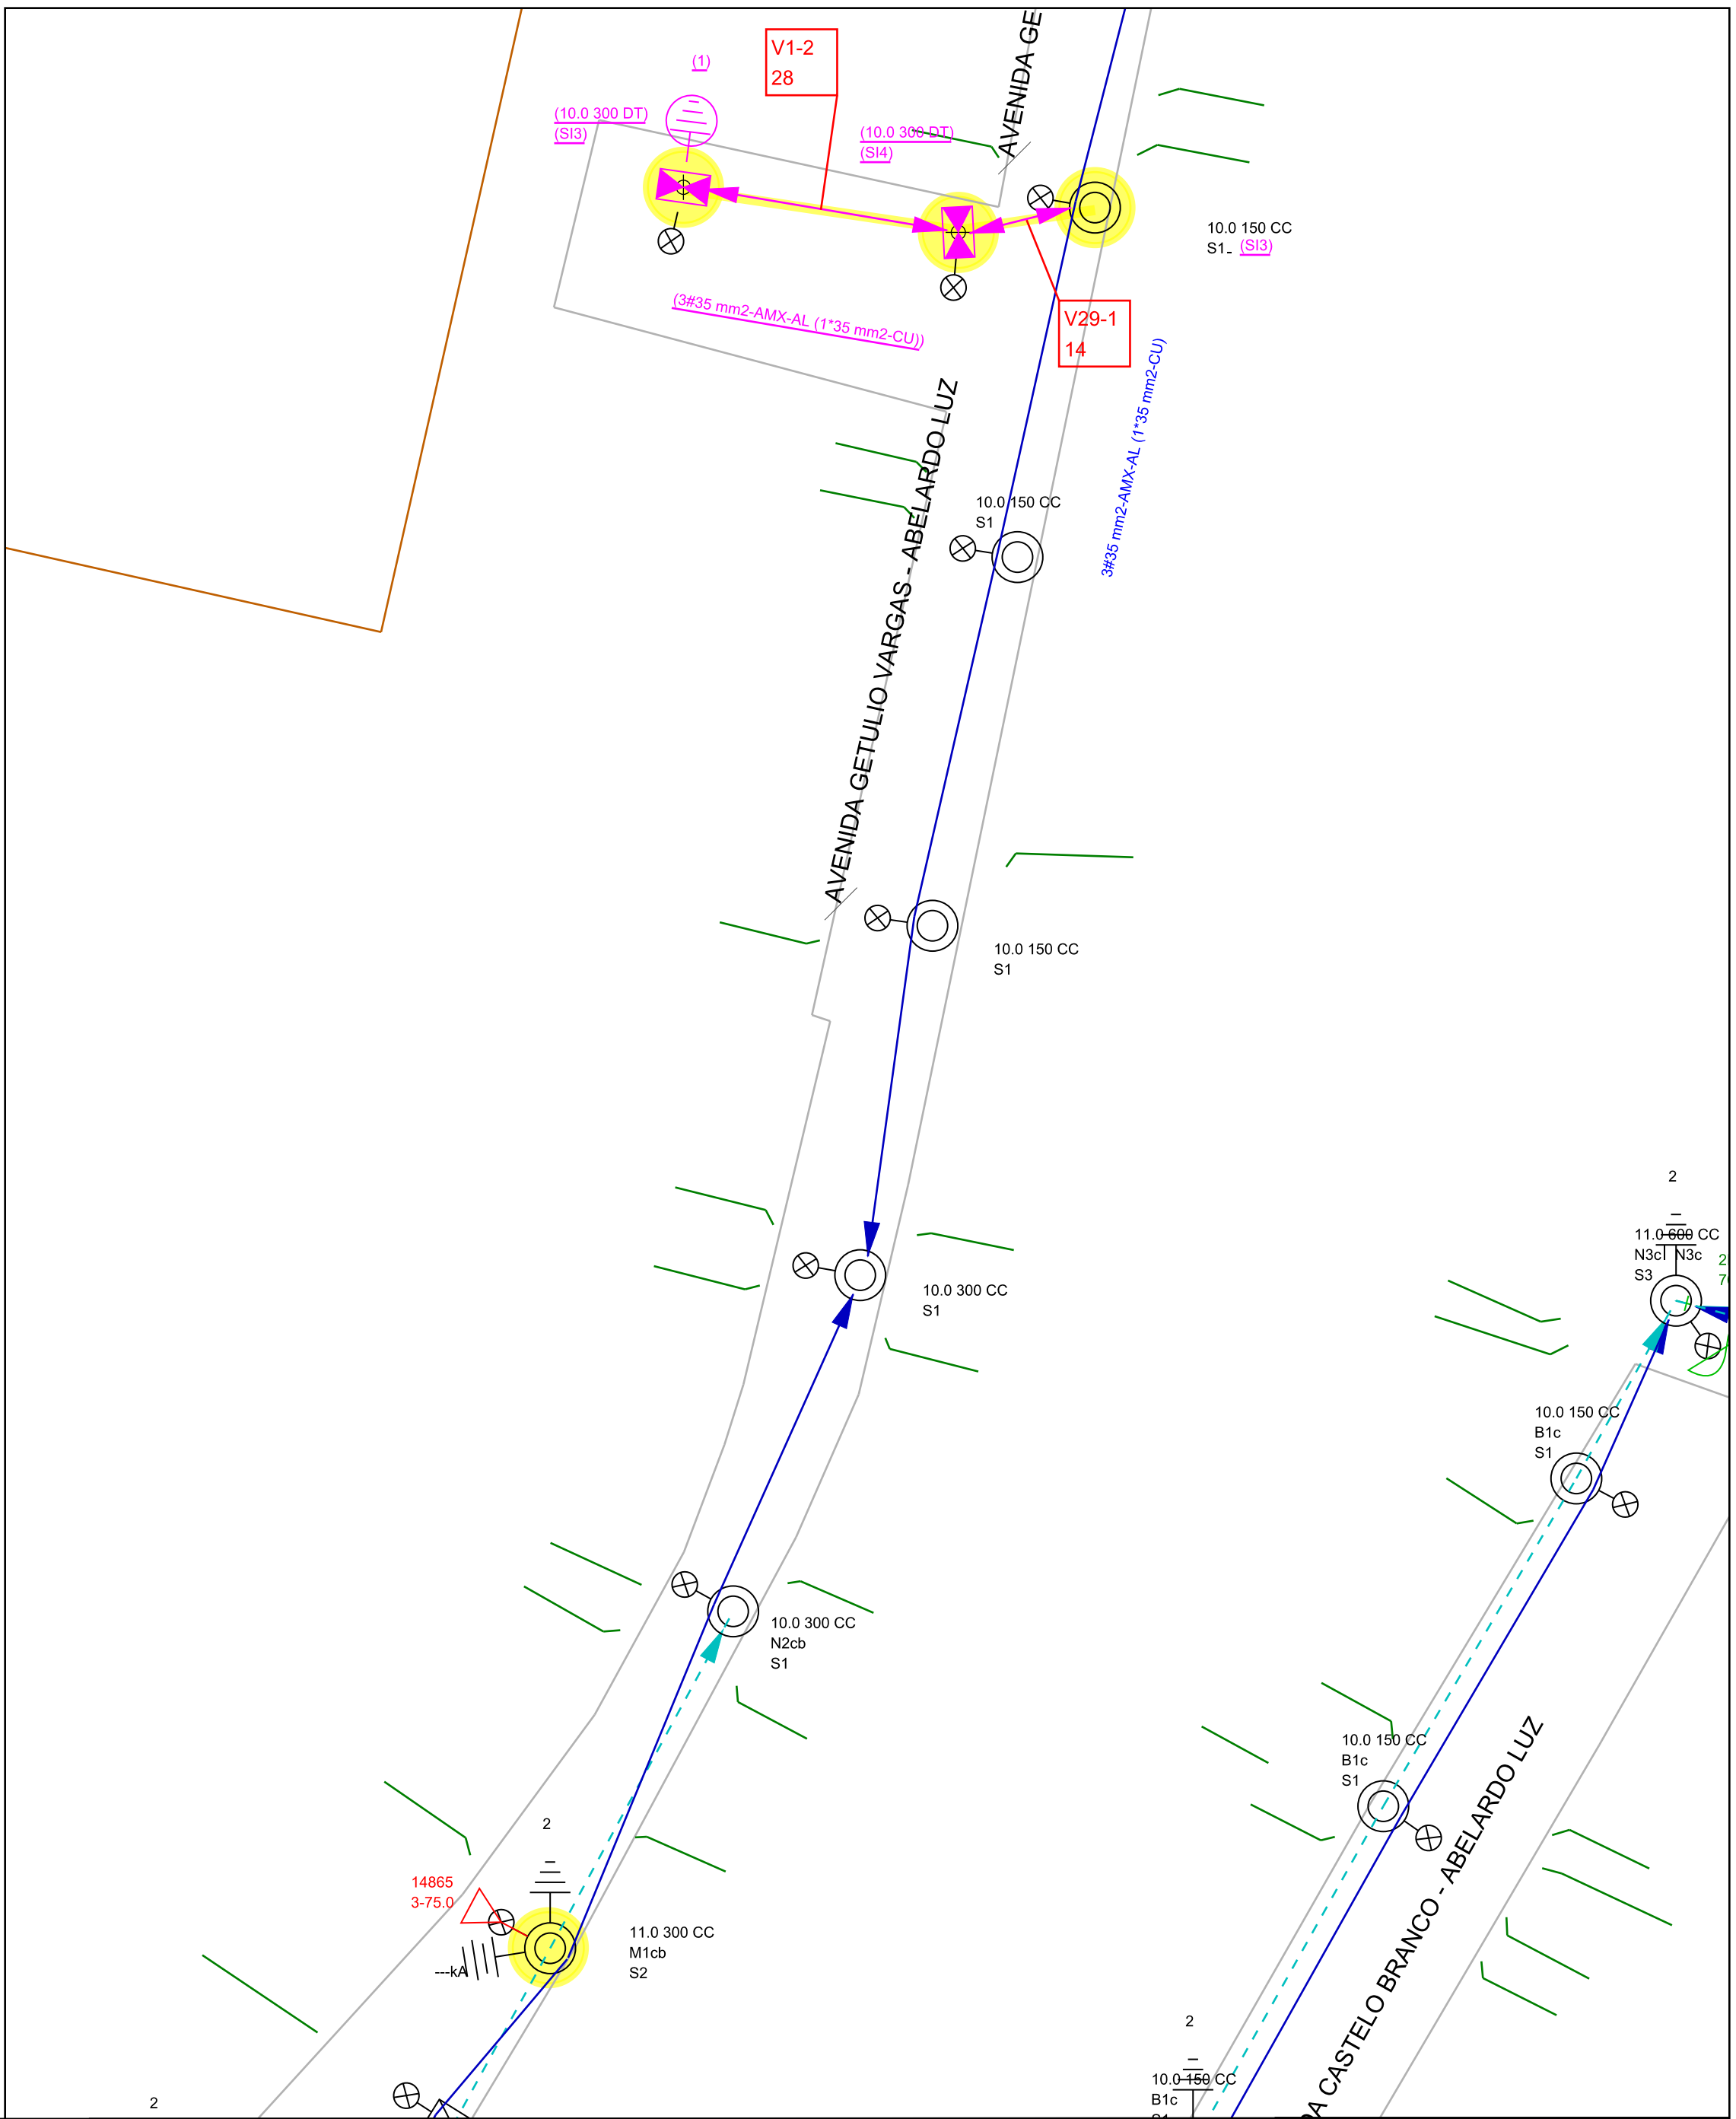 V1-2
28
AVENIDA GE
(1)
(10.0 300 DT)
(SI3)
(10.0 300 DT)
(SI4)
10.0 150 CC
S1 (SI3)
V29-1
14
(3#35 mm2-AMX-AL (1*35 mm2-CU))
3#35 mm2-AMX-AL (1*35 mm2-CU)
AVENIDA GETULIO VARGAS - ABELARDO LUZ
10.0 150 CC
S1
10.0 150 CC
S1
2
11.0 600 CC
N3c N3c
S3
2
10.0 300 CC
S1
10.0 150 CC
B1c
S1
10.0 300 CC
N2cb
S1
10.0 150 CC
B1c
S1
2
14865
3-75.0
11.0 300 CC
M1cb
S2
---kA
DA CASTELO BRANCO - ABELARDO LUZ
2
10.0 150 CC
B1c
2